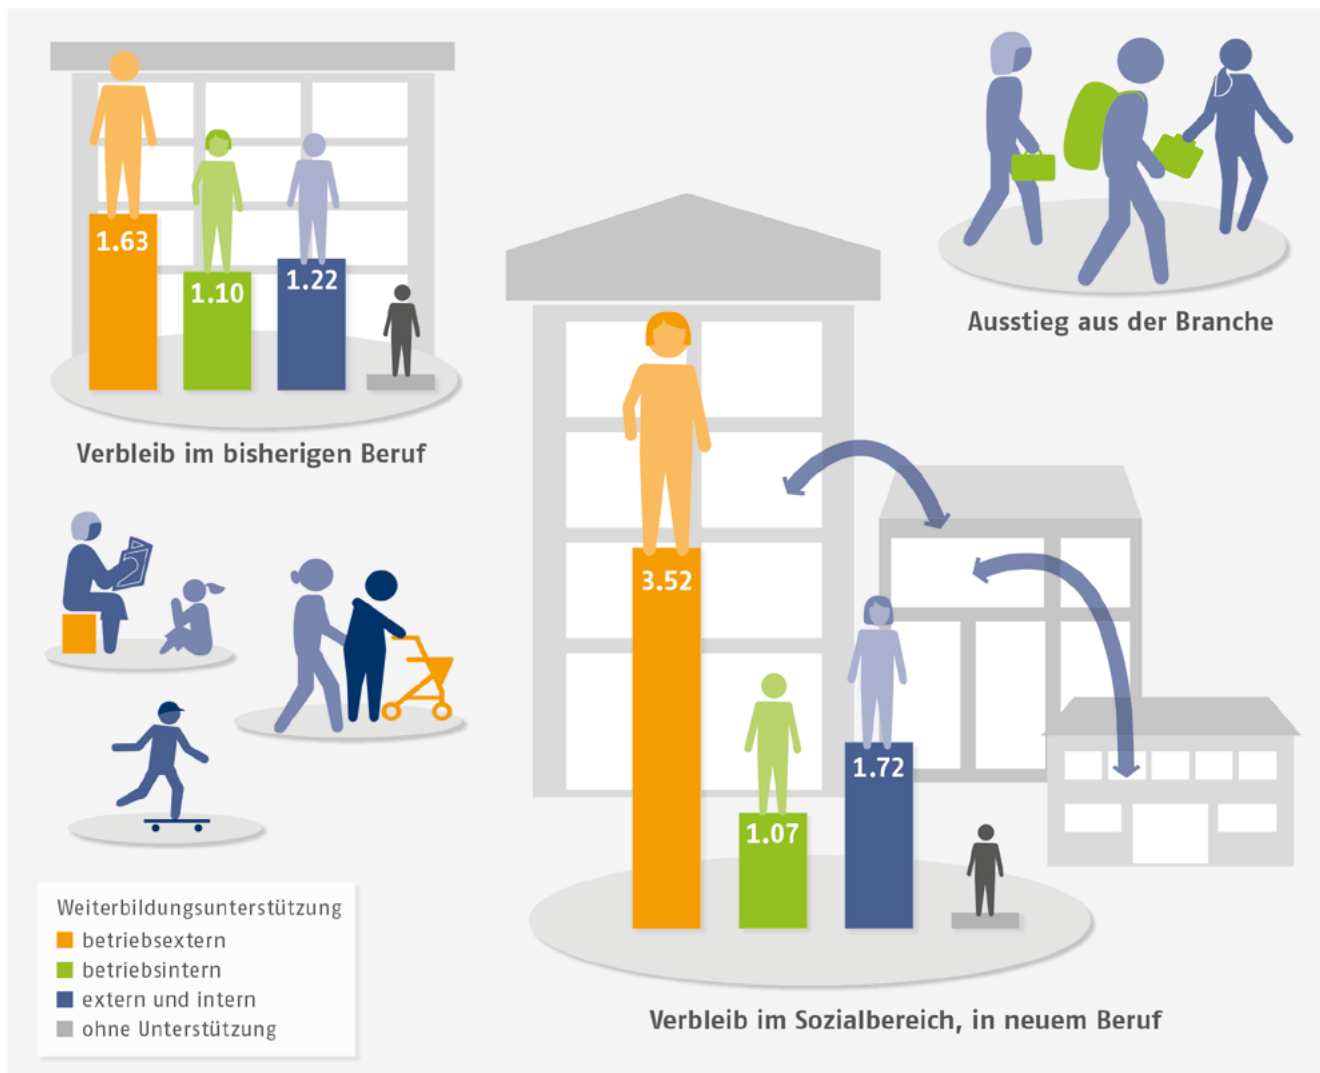 1.63
1.10
1.22
Verbleib im bisherigen Beruf
Ausstieg aus der Branche
3.52
1.07
1.72
Verbleib im Sozialbereich, in neuem Beruf
Weiterbildungsunterstützung
betriebsextern
betriebsintern
extern und intern
ohne Unterstützung